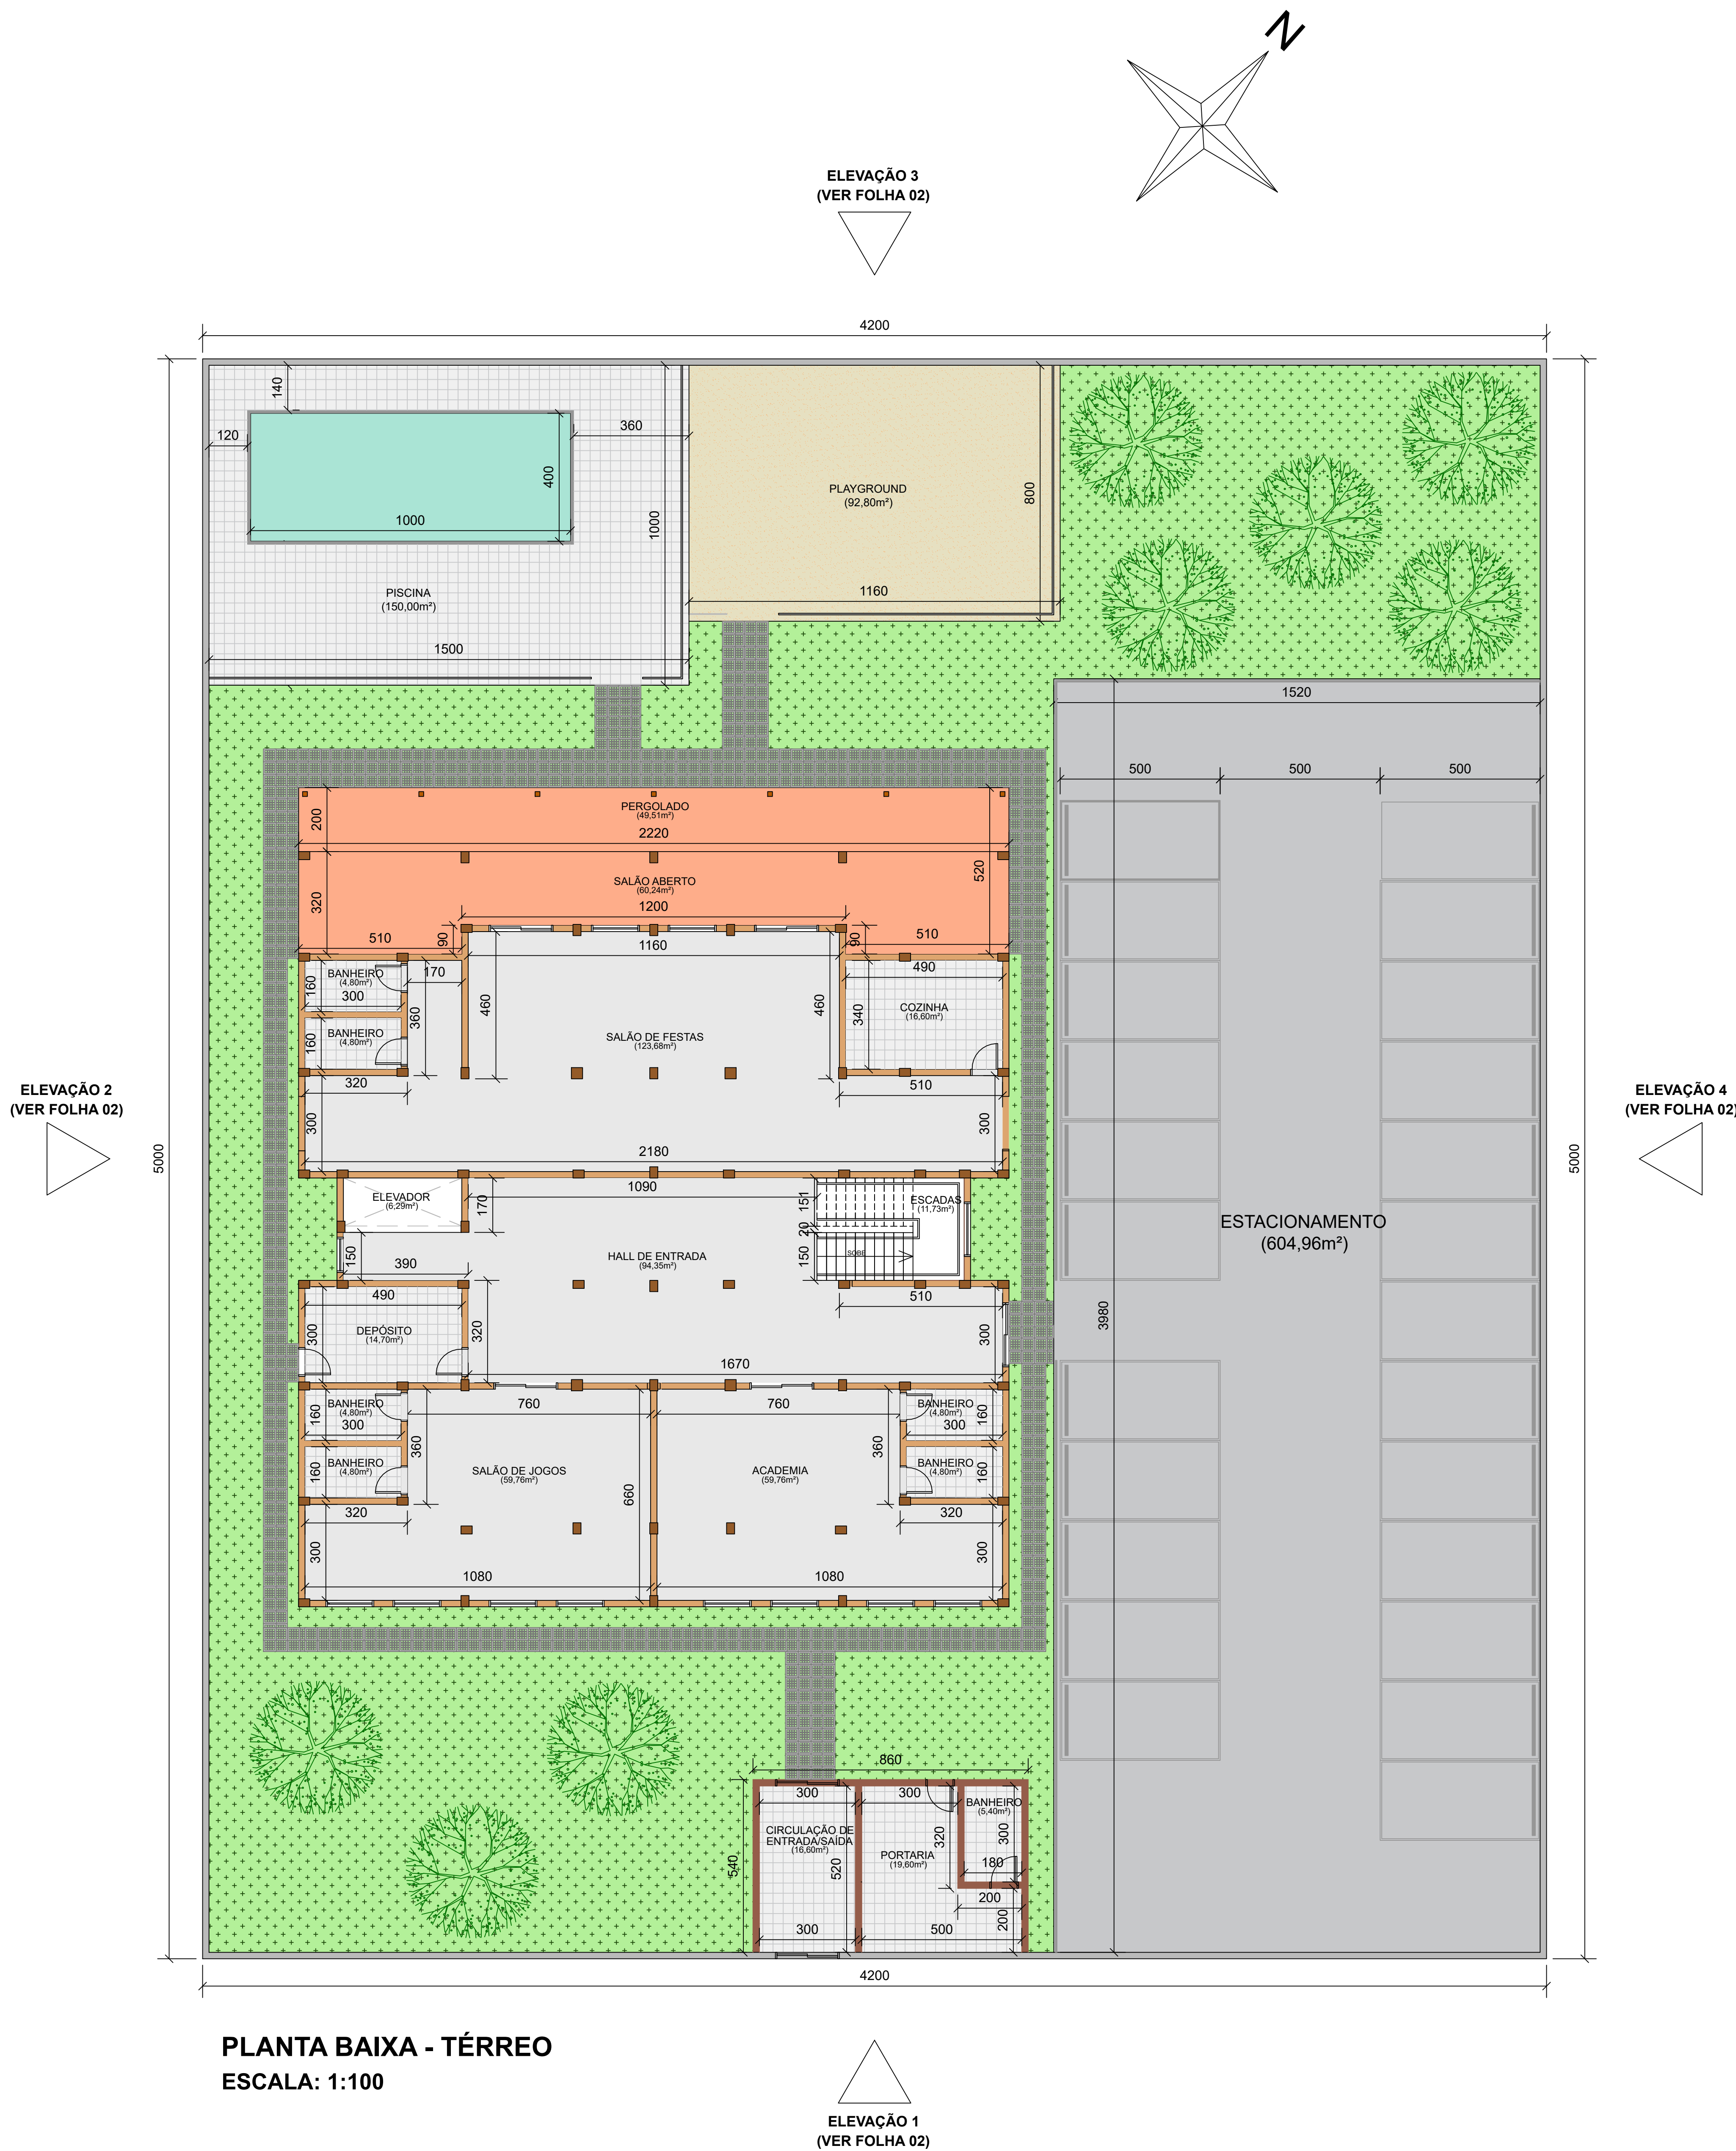 N
ELEVAÇÃO 3
(VER FOLHA 02)
4200
140
120
360
400
1000
1000
PISCINA
(150,00m²)
1500
PLAYGROUND
(92,80m²)
800
1160
1520
500
500
500
200
PERGOLADO
(49,51m²)
2220
320
SALÃO ABERTO
(60,24m²)
520
1200
510
90
1160
90
510
BANHEIRO
(4,80m²)
160
300
170
360
460
460
490
340
COZINHA
(16,60m²)
BANHEIRO
(4,80m²)
160
SALÃO DE FESTAS
(123,68m²)
320
510
300
300
2180
ELEVAÇÃO 2
(VER FOLHA 02)
5000
5000
ELEVAÇÃO 4
(VER FOLHA 02)
ELEVADOR
(6,29m²)
170
1090
151
ESCADAS
(11,73m²)
20
150
SOBE
150
390
HALL DE ENTRADA
(94,35m²)
ESTACIONAMENTO
(604,96m²)
3980
490
510
DEPÓSITO
(14,70m²)
300
320
300
1670
BANHEIRO
(4,80m²)
160
300
760
760
BANHEIRO
(4,80m²)
160
300
360
360
BANHEIRO
(4,80m²)
160
SALÃO DE JOGOS
(59,76m²)
660
ACADEMIA
(59,76m²)
BANHEIRO
(4,80m²)
160
320
320
300
300
1080
1080
860
300
300
BANHEIRO
(5,40m²)
CIRCULAÇÃO DE
ENTRADA/SAÍDA
(16,60m²)
320
300
540
520
PORTARIA
(19,60m²)
180
200
200
300
500
4200
PLANTA BAIXA - TÉRREO
ESCALA: 1:100
ELEVAÇÃO 1
(VER FOLHA 02)